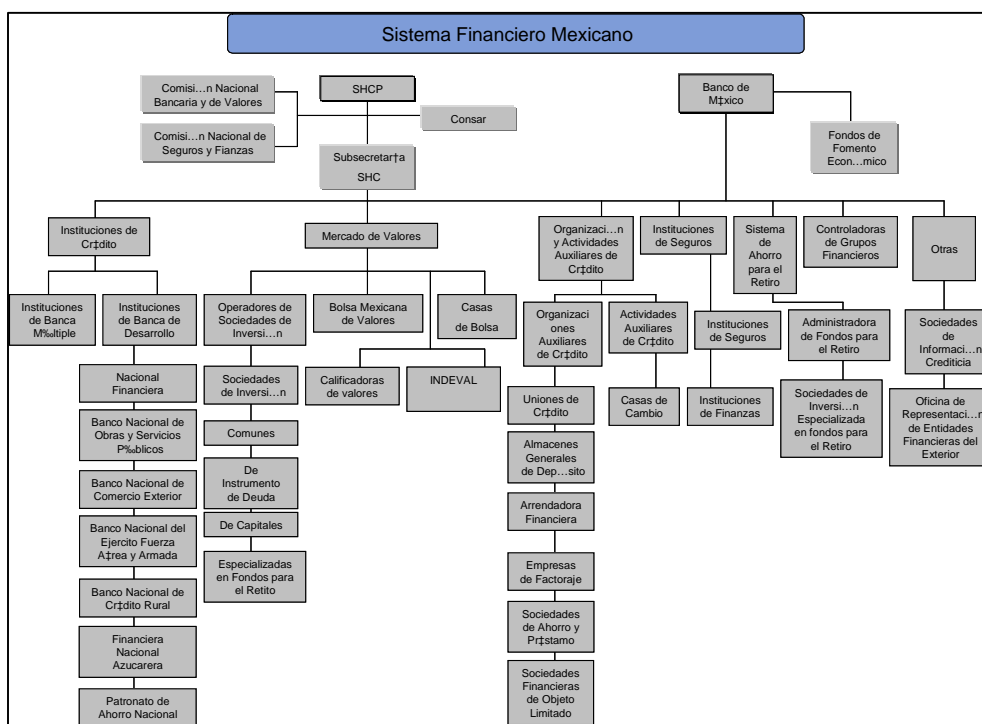 Sistema Financiero Mexicano
Comisi…n Nacional
Bancaria y de Valores
SHCP
Banco de
M‡xico
Consar
Comisi…n Nacional de
Seguros y Fianzas
Fondos de
Fomento
Econ…mico
Subsecretar†a
SHC
Instituciones de
Cr‡dito
Mercado de Valores
Organizaci…n
y Actividades
Auxiliares de
Cr‡dito
Instituciones
de Seguros
Sistema
de
Ahorro
para el
Retiro
Controladoras
de Grupos
Financieros
Otras
Instituciones
de Banca
M‰ltiple
Instituciones
de Banca de
Desarrollo
Operadores de
Sociedades de
Inversi…n
Bolsa Mexicana
de Valores
Casas
de Bolsa
Organizaci
ones
Auxiliares
de Cr‡dito
Actividades
Auxiliares
de Cr‡dito
Instituciones
de Seguros
Administradora
de Fondos para
el Retiro
Sociedades
de
Informaci…n
Crediticia
Nacional
Financiera
Sociedades
de Inversi…n
Calificadoras
de valores
INDEVAL
Uniones de
Cr‡dito
Casas de
Cambio
Instituciones
de Finanzas
Sociedades de
Inversi…n
Especializada
en fondos para
el Retiro
Oficina de
Representaci…n
de Entidades
Financieras del
Exterior
Banco Nacional de
Obras y Servicios
P‰blicos
Comunes
Almacenes
Generales
de Dep…sito
Banco Nacional de
Comercio Exterior
De
Instrumento
de Deuda
Arrendadora
Financiera
Banco Nacional del
Ejercito Fuerza
A‡rea y Armada
De Capitales
Especializadas
en Fondos para
el Retito
Empresas
de Factoraje
Banco Nacional de
Cr‡dito Rural
Sociedades
de Ahorro y
Pr‡stamo
Financiera
Nacional
Azucarera
Sociedades
Financieras
de Objeto
Limitado
Patronato de
Ahorro Nacional